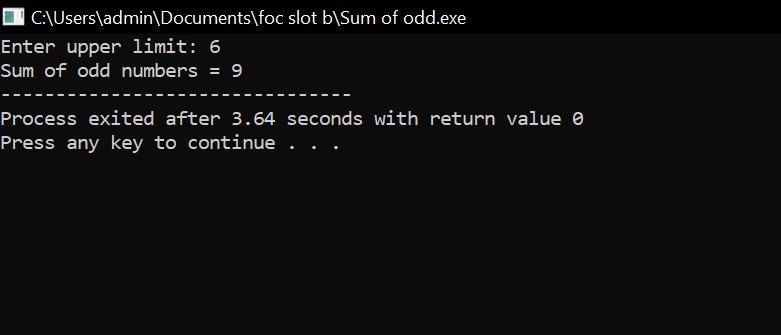 C:\Users\admin\Documents\foc slot b\Sum of odd.exe
Enter upper limit: 6
Sum of odd numbers = 9
--------------------------------
Process exited after 3.64 seconds with return value 0
Press any key to continue . . .